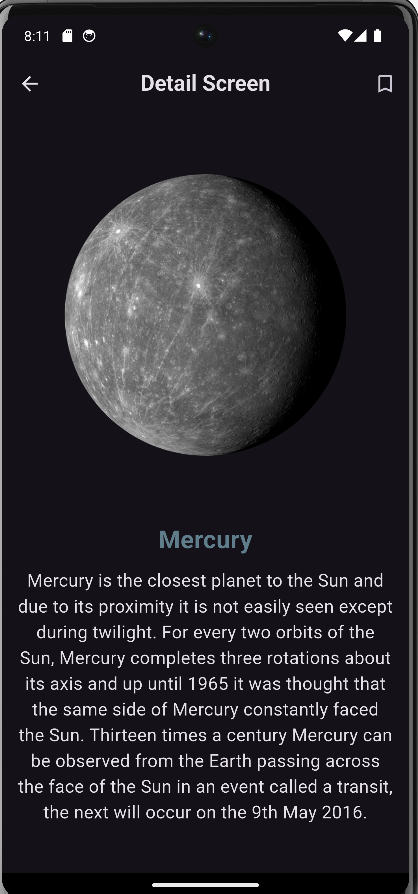 8:11
Detail Screen
Mercury
Mercury is the closest planet to the Sun and
due to its proximity it is not easily seen except
during twilight. For every two orbits of the
Sun, Mercury completes three rotations about
its axis and up until 1965 it was thought that
the same side of Mercury constantly faced
the Sun. Thirteen times a century Mercury can
be observed from the Earth passing across
the face of the Sun in an event called a transit,
the next will occur on the 9th May 2016.